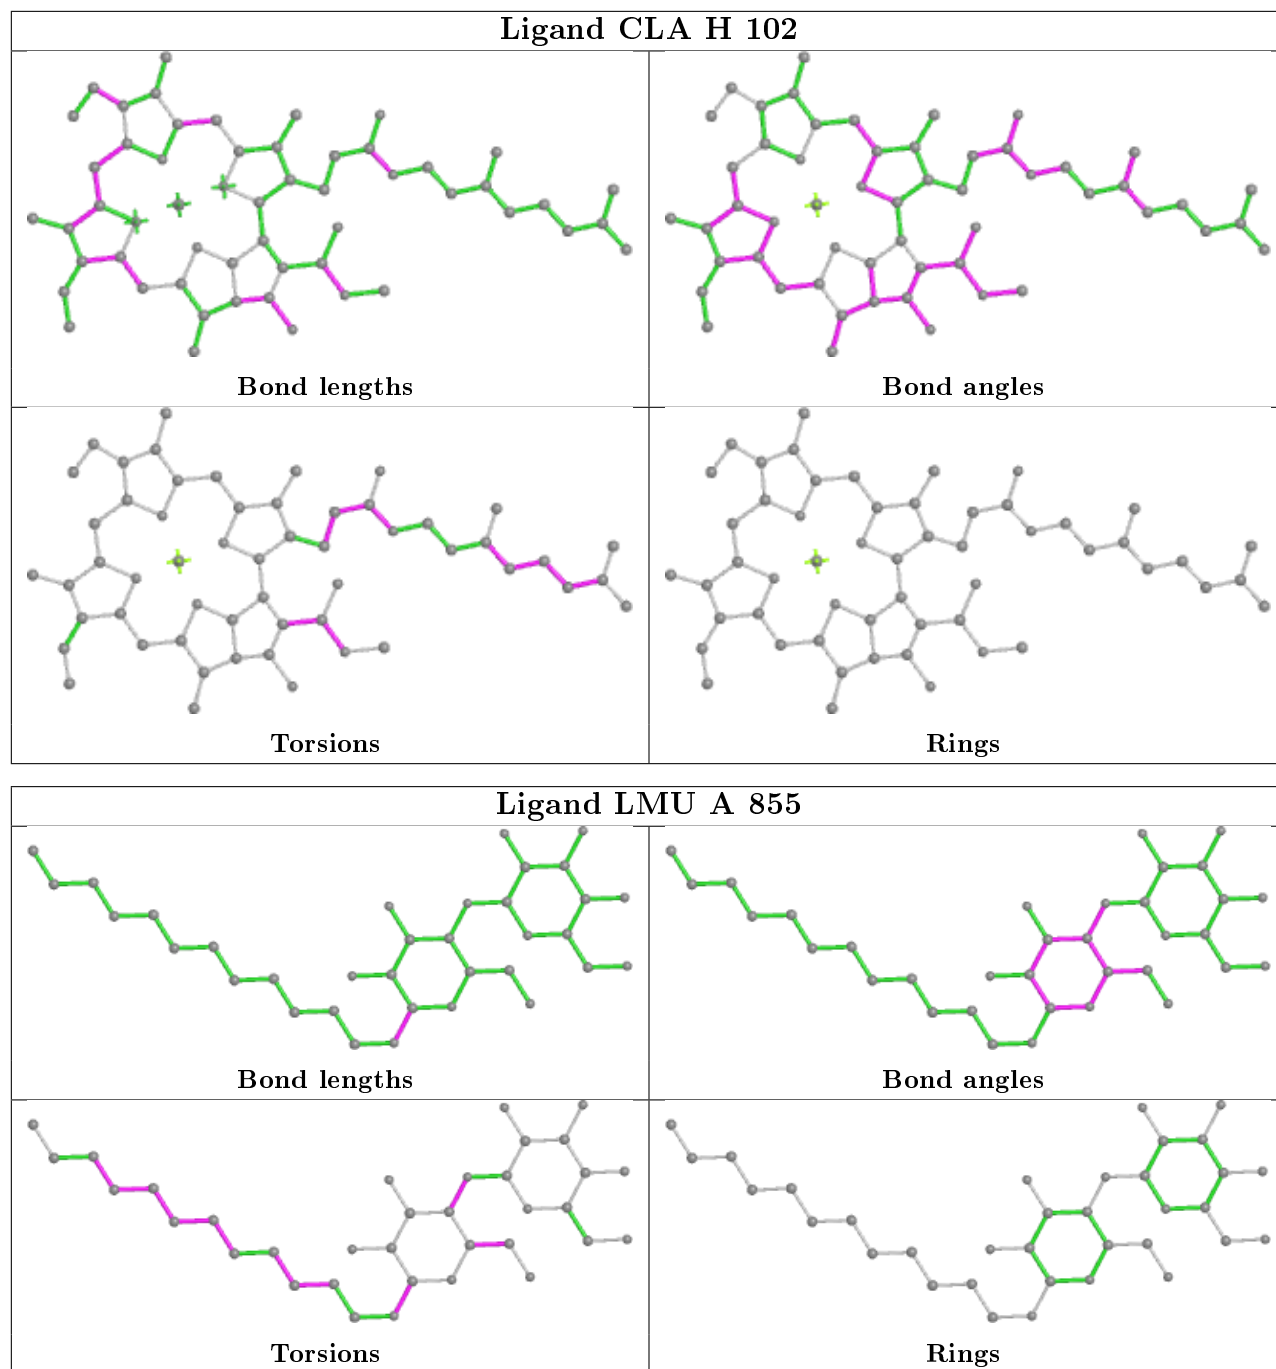 Ligand CLA H 102
Bond lengths
Bond angles
Torsions
Rings
Ligand LMU A 855
Bond lengths
Bond angles
Torsions
Rings